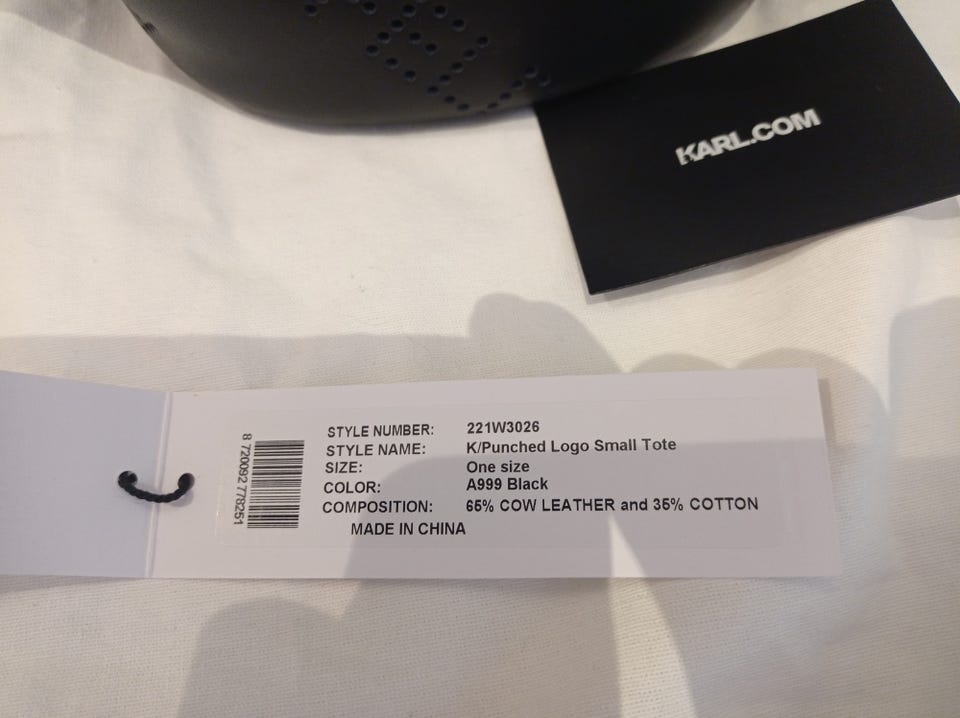 KARL.COM
8 720092 778251
STYLE NUMBER: 221W3026
STYLE NAME: K/Punched Logo Small Tote
SIZE: One size
COLOR: A999 Black
COMPOSITION: 65% COW LEATHER and 35% COTTON
MADE IN CHINA